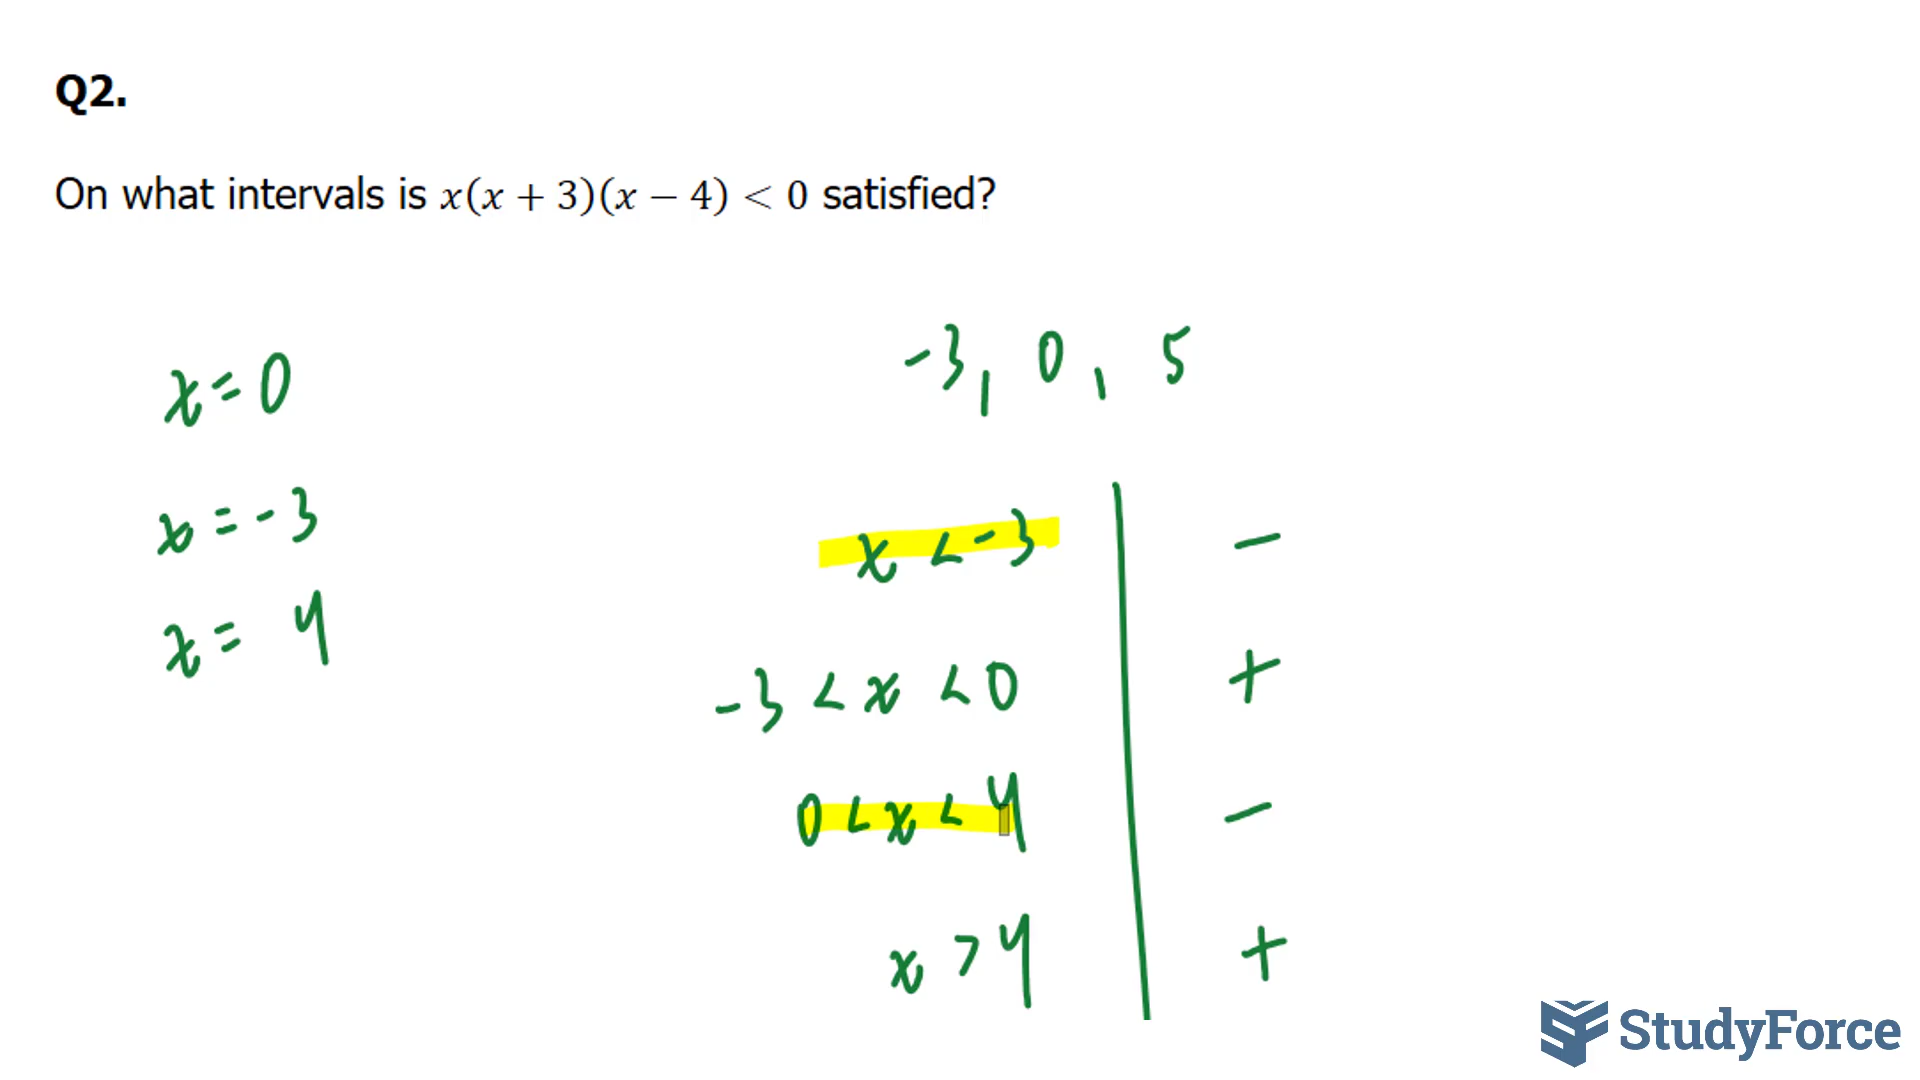 Q2.
On what intervals is x(x + 3)(x − 4) < 0 satisfied?
x = 0
x = -3
x = 4
-3, 0, 5
x < -3 -
-3 < x < 0 +
0 < x < 4 -
x > 4 +
StudyForce